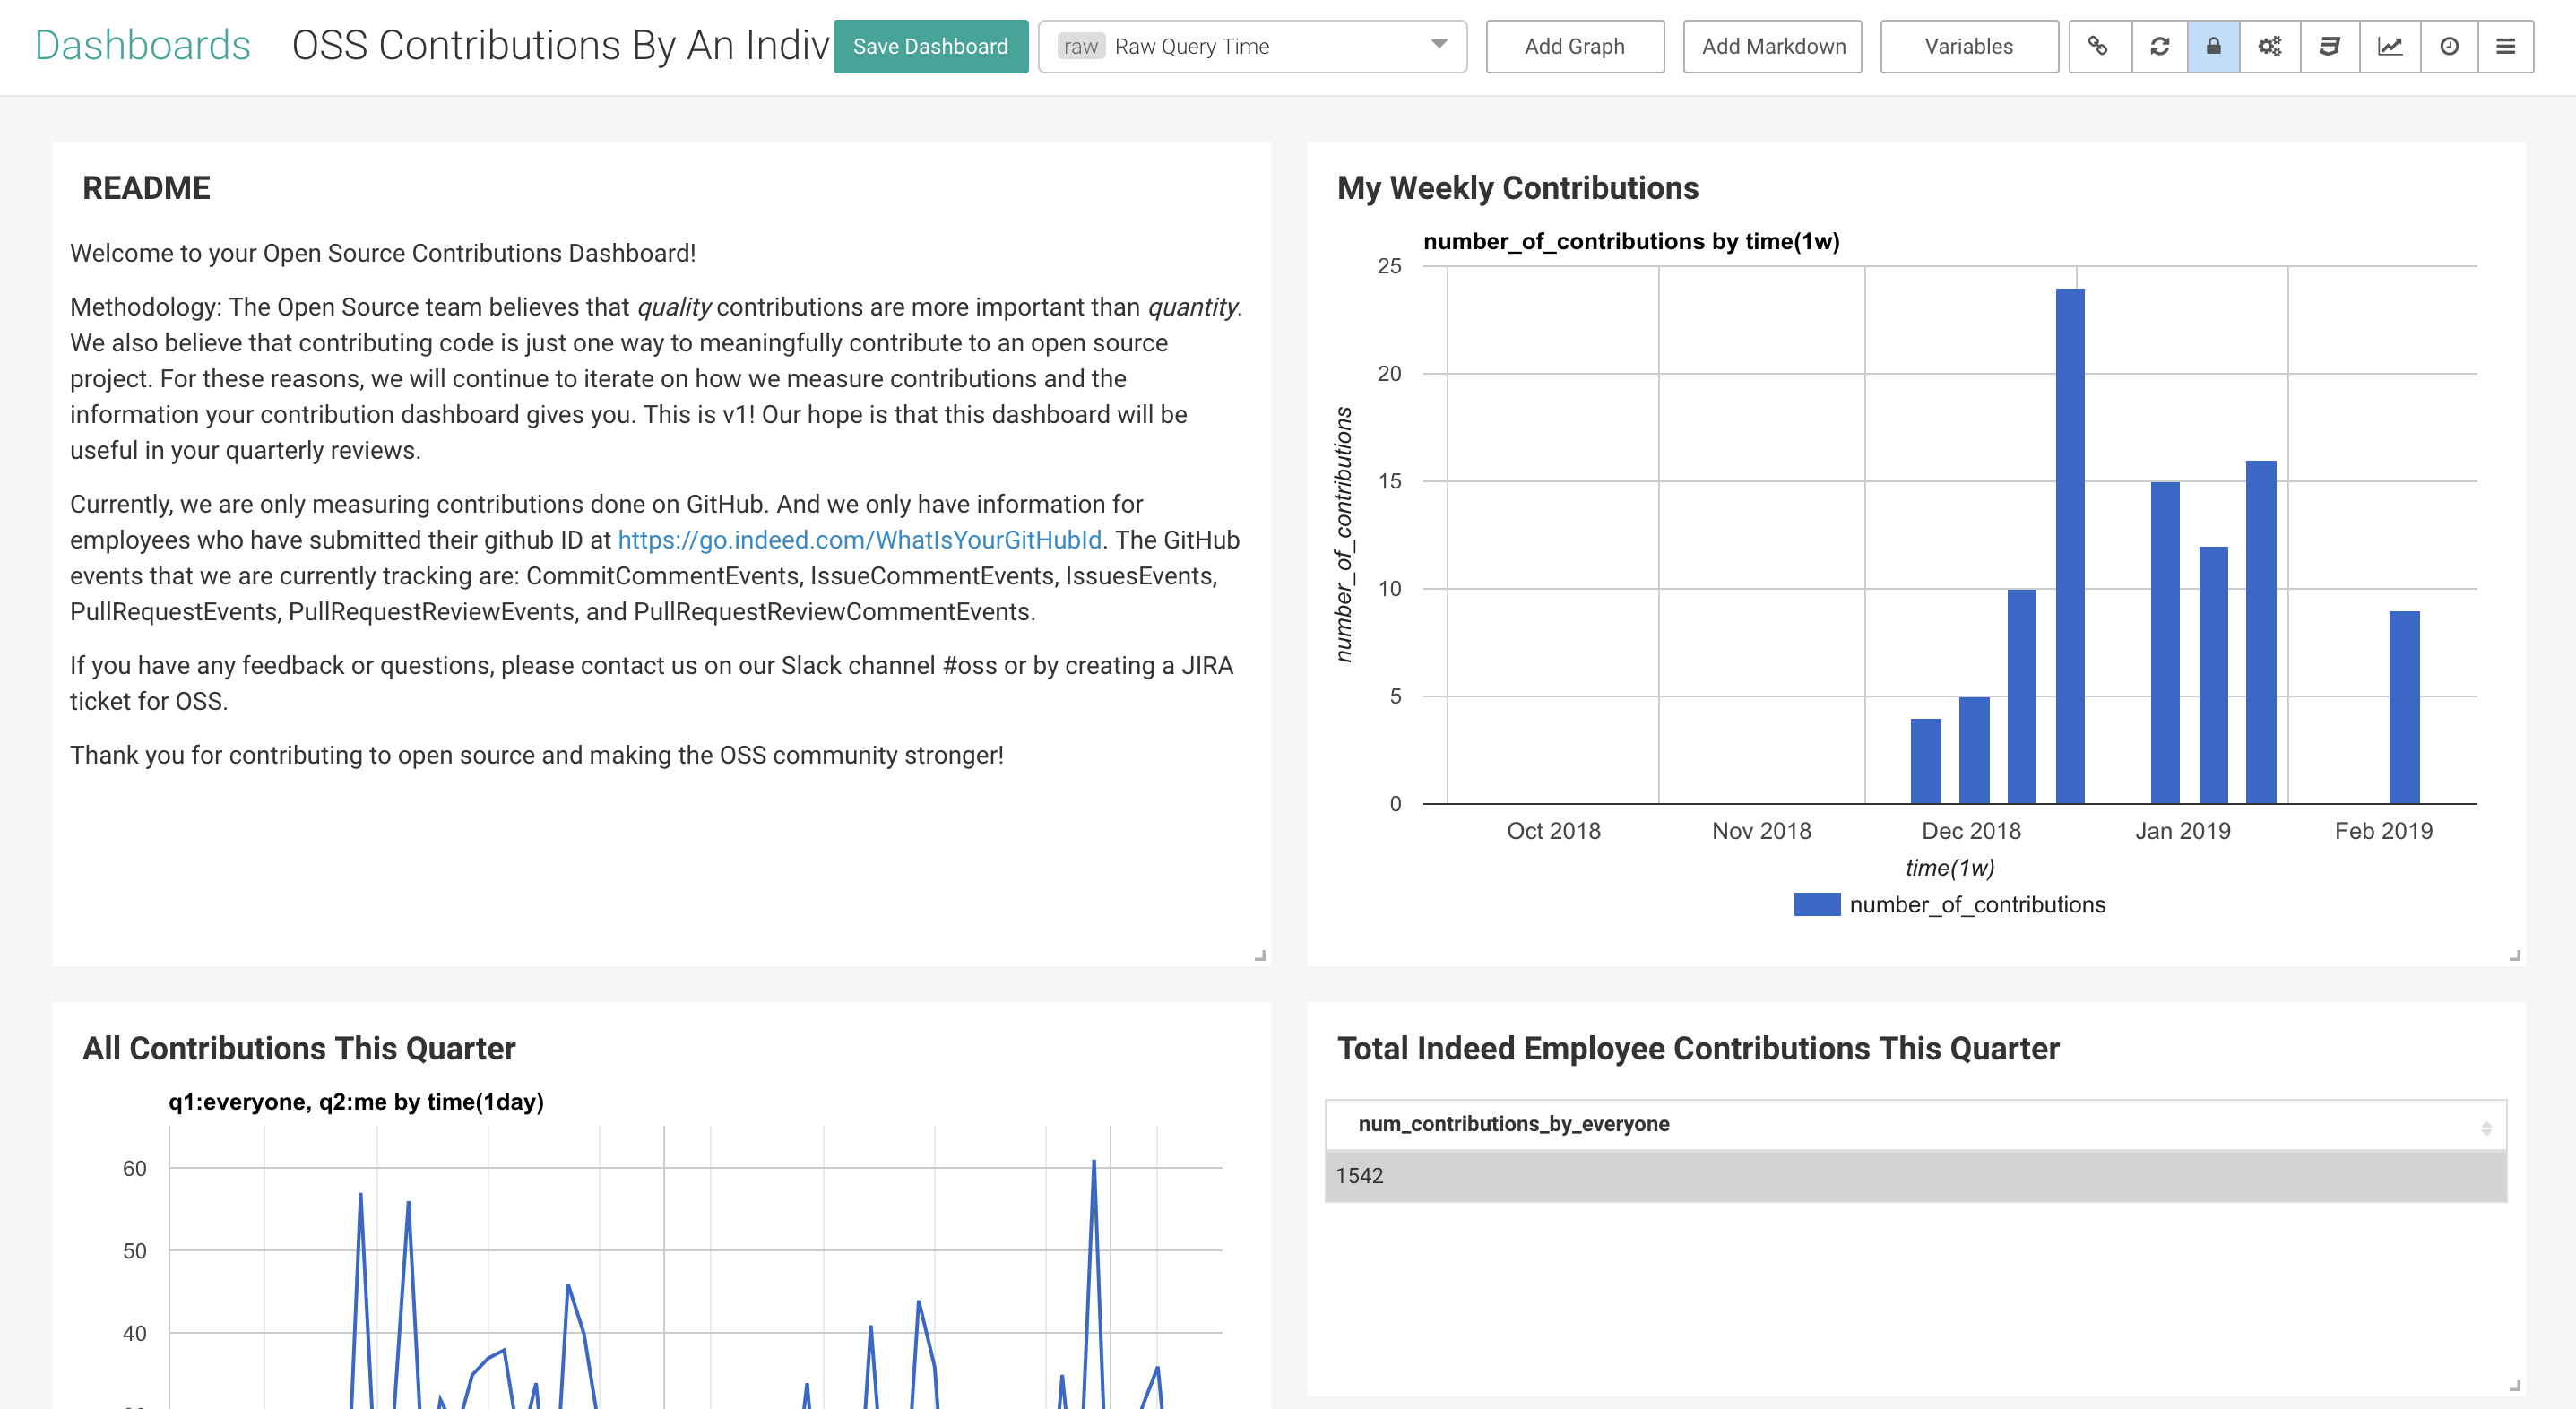 Dashboards OSS Contributions By An Indiv Save Dashboard raw Raw Query Time Add Graph Add Markdown Variables
README
Welcome to your Open Source Contributions Dashboard!
Methodology: The Open Source team believes that quality contributions are more important than quantity.
We also believe that contributing code is just one way to meaningfully contribute to an open source
project. For these reasons, we will continue to iterate on how we measure contributions and the
information your contribution dashboard gives you. This is v1! Our hope is that this dashboard will be
useful in your quarterly reviews.
Currently, we are only measuring contributions done on GitHub. And we only have information for
employees who have submitted their github ID at https://go.indeed.com/WhatIsYourGitHubId. The GitHub
events that we are currently tracking are: CommitCommentEvents, IssueCommentEvents, IssuesEvents,
PullRequestEvents, PullRequestReviewEvents, and PullRequestReviewCommentEvents.
If you have any feedback or questions, please contact us on our Slack channel #oss or by creating a JIRA
ticket for OSS.
Thank you for contributing to open source and making the OSS community stronger!
My Weekly Contributions
number_of_contributions by time(1w)
25
20
15
10
5
0
number_of_contributions
Oct 2018 Nov 2018 Dec 2018 Jan 2019 Feb 2019
time(1w)
number_of_contributions
All Contributions This Quarter
q1:everyone, q2:me by time(1day)
60
50
40
Total Indeed Employee Contributions This Quarter
num_contributions_by_everyone
1542